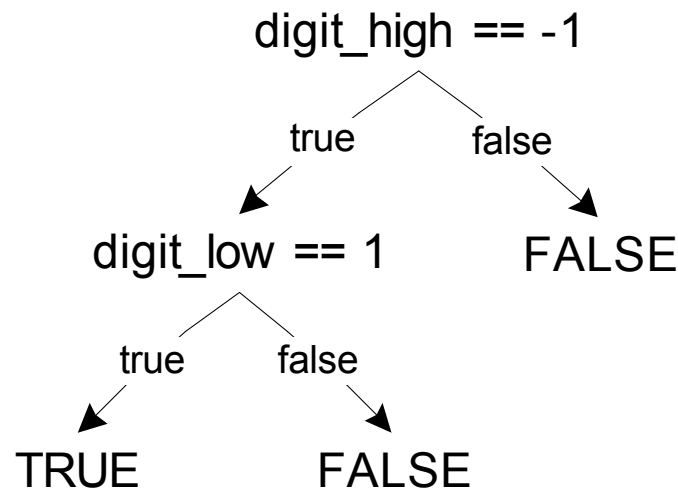 digit_high == -1
true false
digit_low == 1 FALSE
true false
TRUE FALSE